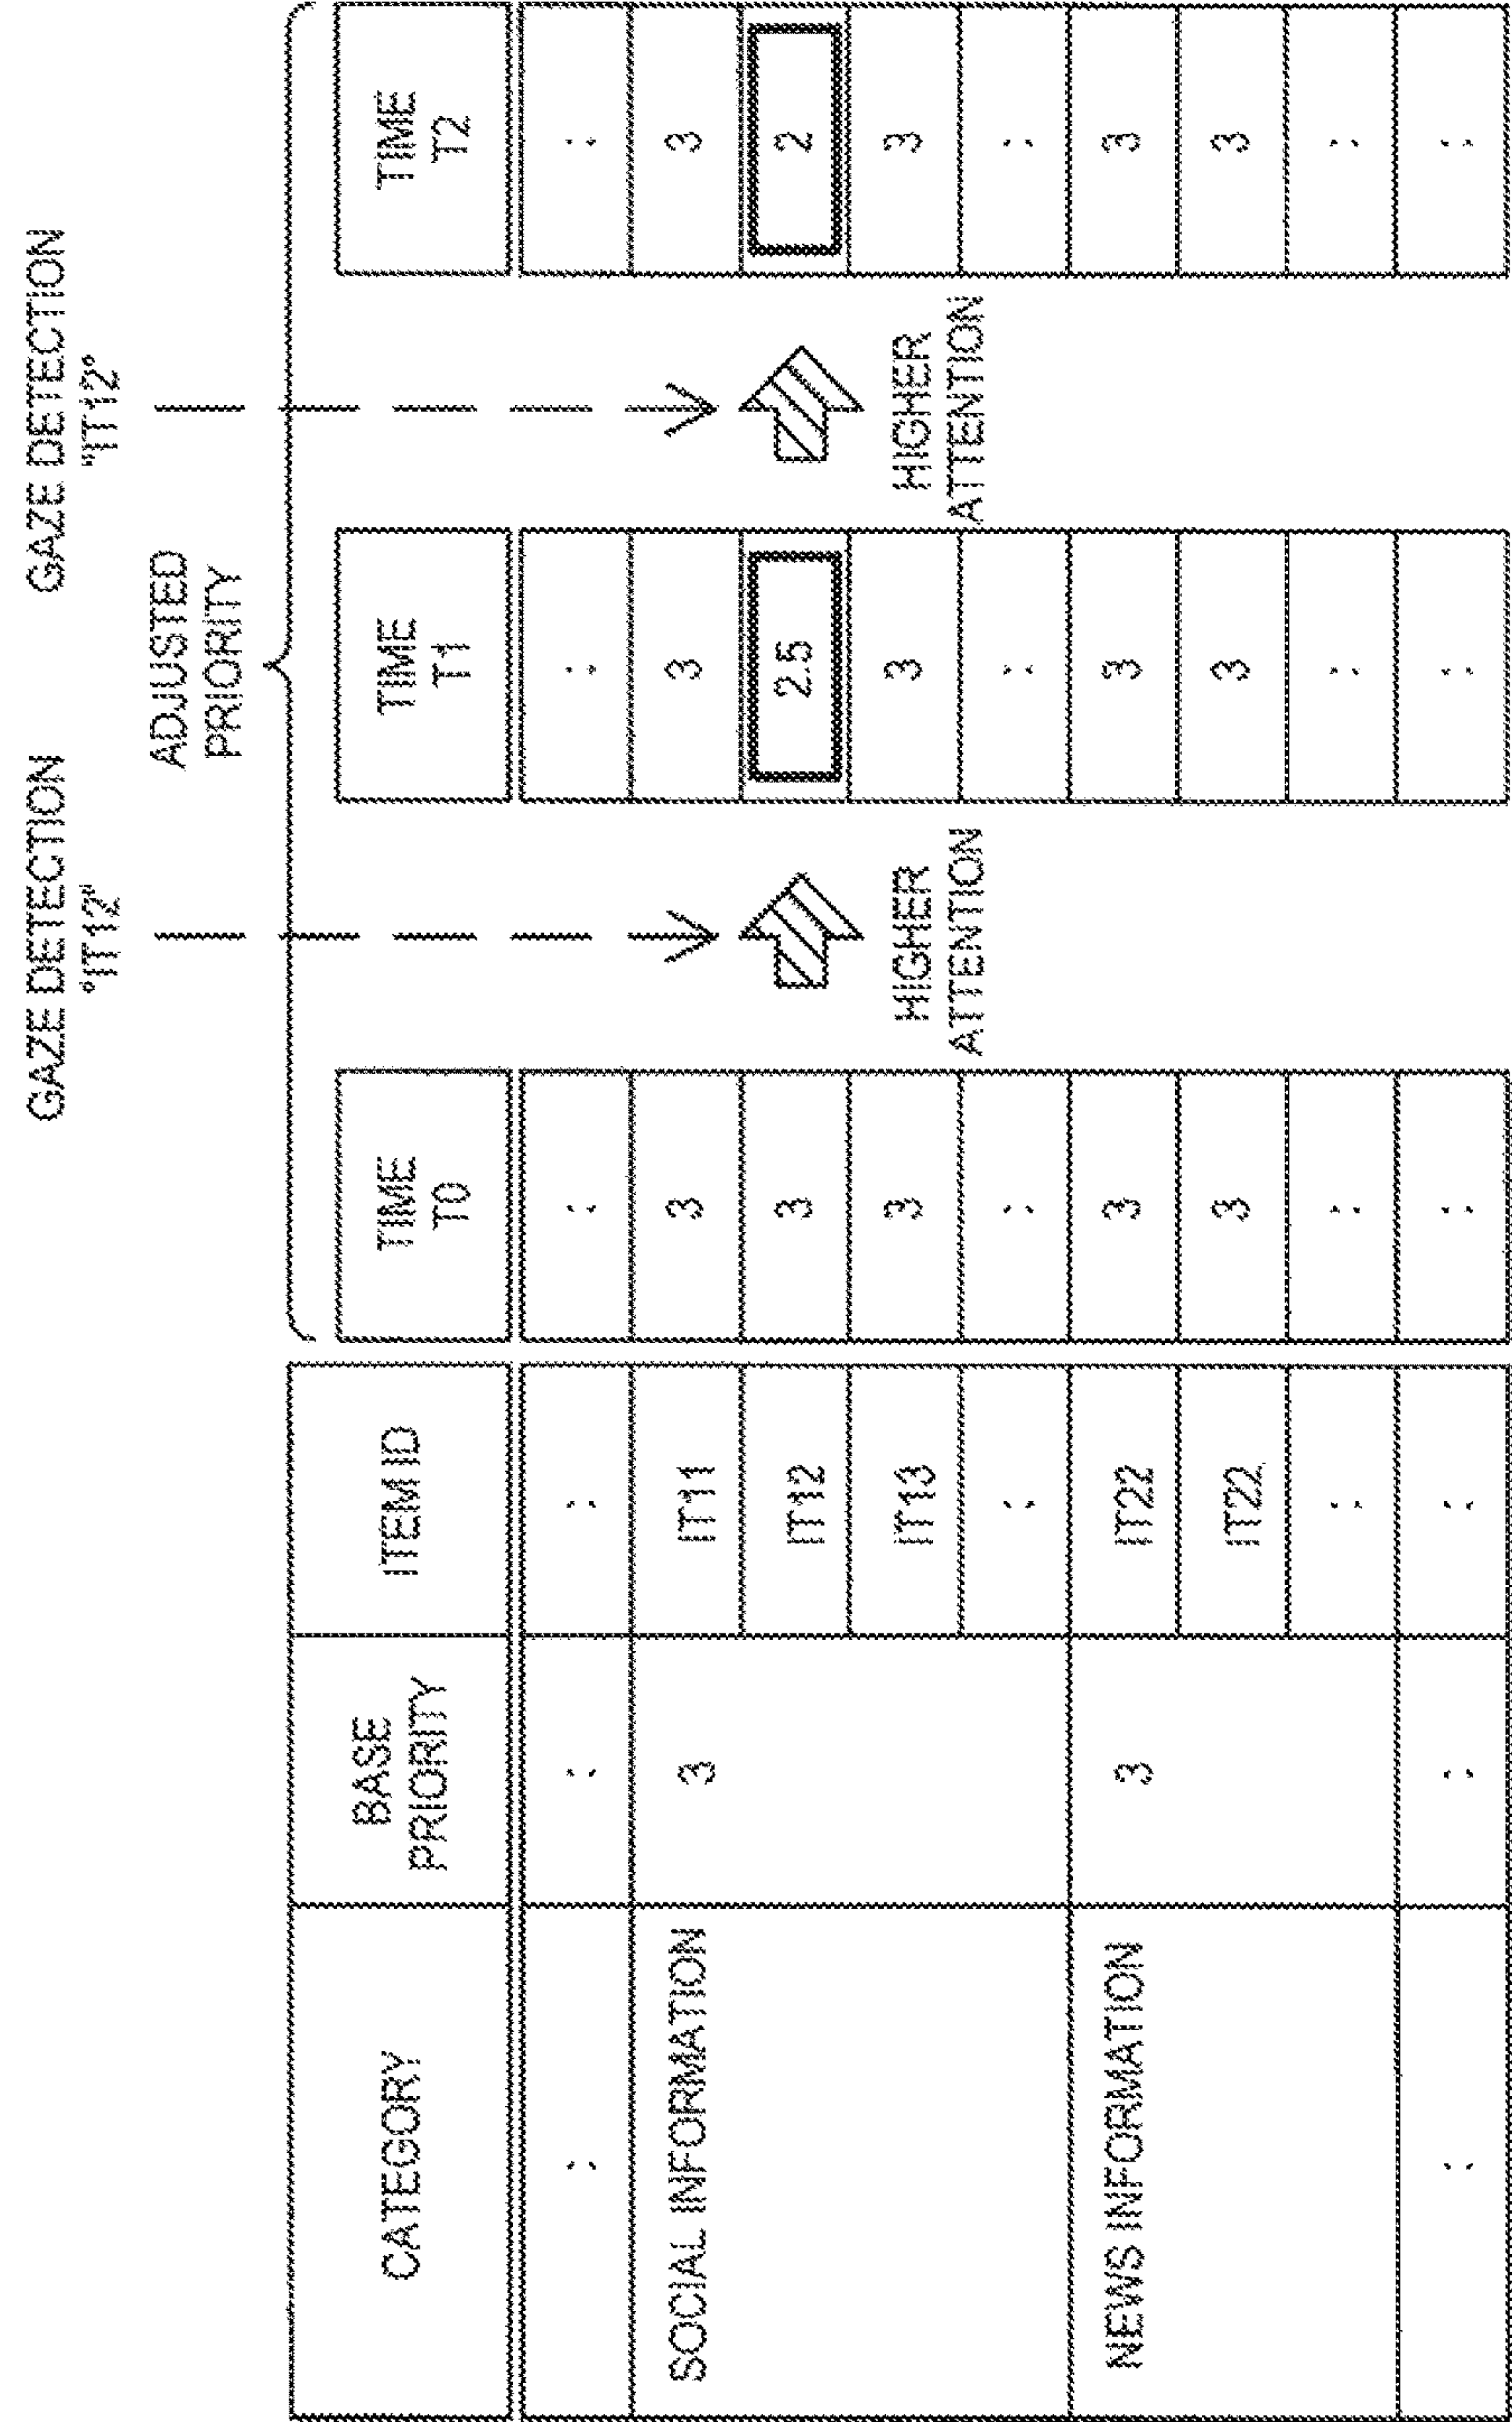 GAZE DETECTION
"IT12"
GAZE DETECTION
"IT12"
ADJUSTED
PRIORITY
CATEGORY
BASE
PRIORITY
ITEM ID
TIME
T0
TIME
T1
TIME
T2
: : : : : :
SOCIAL INFORMATION 3 IT11 3 3 3
IT12 3 2.5 2
IT13 3 3 3
: : : :
NEWS INFORMATION 3 IT22 3 3 3
IT22 3 3 3
: : : :
: : : : : :
HIGHER
ATTENTION
HIGHER
ATTENTION